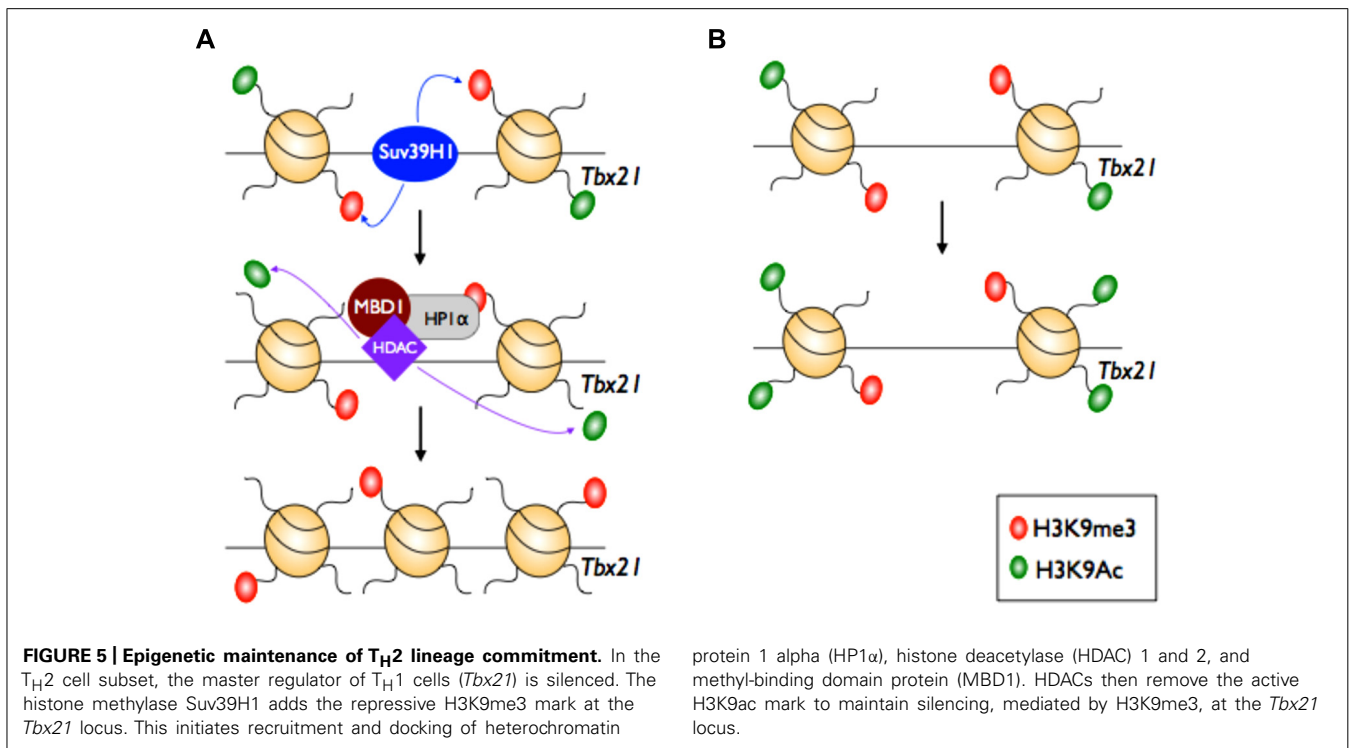 A
Suv39H1
Tbx21
MBD1
HP1α
HDAC
Tbx21
Tbx21
B
Tbx21
Tbx21
H3K9me3
H3K9Ac
FIGURE 5 | Epigenetic maintenance of TH2 lineage commitment. In the
TH2 cell subset, the master regulator of TH1 cells (Tbx21) is silenced. The
histone methylase Suv39H1 adds the repressive H3K9me3 mark at the
Tbx21 locus. This initiates recruitment and docking of heterochromatin
protein 1 alpha (HP1α), histone deacetylase (HDAC) 1 and 2, and
methyl-binding domain protein (MBD1). HDACs then remove the active
H3K9ac mark to maintain silencing, mediated by H3K9me3, at the Tbx21
locus.